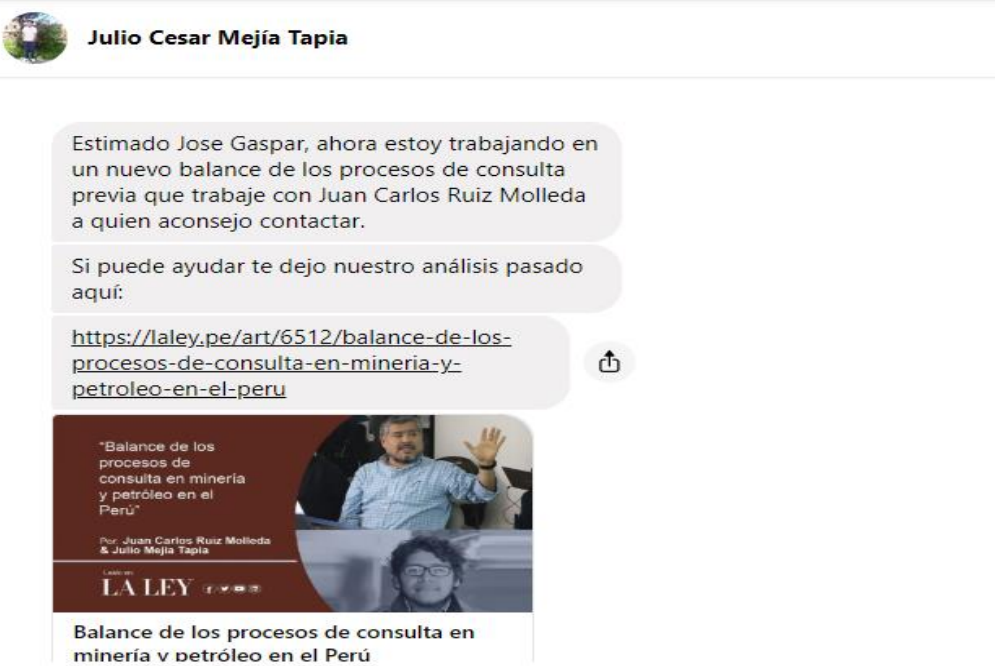 Julio Cesar Mejía Tapia
Estimado Jose Gaspar, ahora estoy trabajando en
un nuevo balance de los procesos de consulta
previa que trabaje con Juan Carlos Ruiz Molleda
a quien aconsejo contactar.
Si puede ayudar te dejo nuestro análisis pasado
aquí:
https://laley.pe/art/6512/balance-de-los-
procesos-de-consulta-en-mineria-y-
petroleo-en-el-peru
"Balance de los
procesos de
consulta en minería
y petróleo en el
Perú"
Por: Juan Carlos Ruiz Molleda
& Julio Mejía Tapia
LA LEY
Balance de los procesos de consulta en
minería y petróleo en el Perú